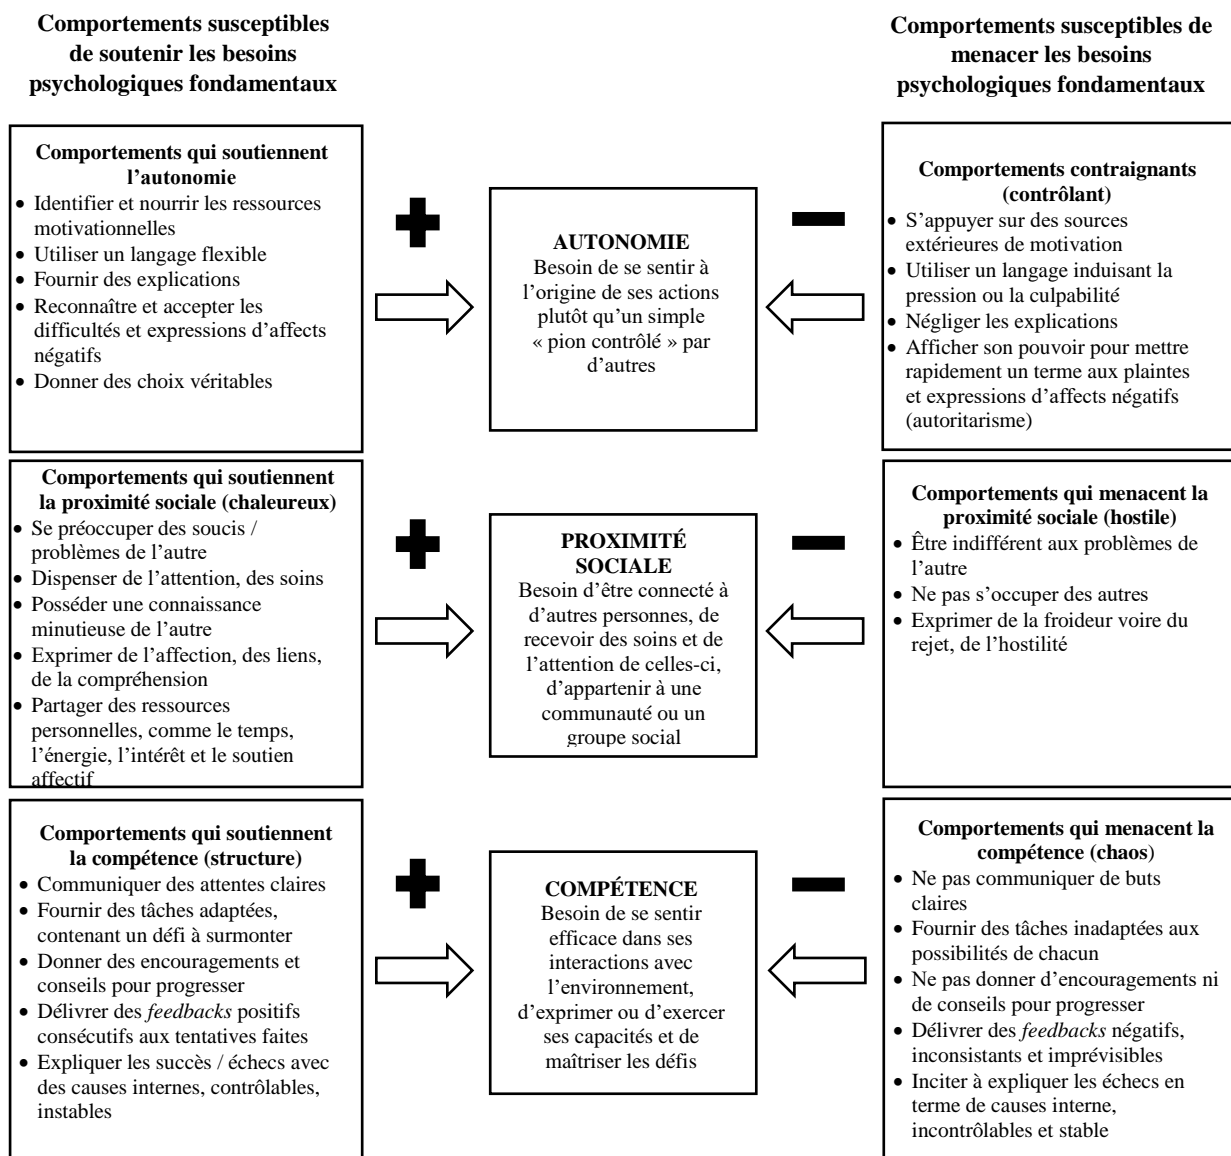 Comportements susceptibles
de soutenir les besoins
psychologiques fondamentaux
Comportements susceptibles de
menacer les besoins
psychologiques fondamentaux
Comportements qui soutiennent
l’autonomie
• Identifier et nourrir les ressources
motivationnelles
• Utiliser un langage flexible
• Fournir des explications
• Reconnaître et accepter les
difficultés et expressions d’affects
négatifs
• Donner des choix véritables
AUTONOMIE
Besoin de se sentir à
l’origine de ses actions
plutôt qu’un simple
« pion contrôlé » par
d’autres
Comportements contraignants
(contrôlant)
• S’appuyer sur des sources
extérieures de motivation
• Utiliser un langage induisant la
pression ou la culpabilité
• Négliger les explications
• Afficher son pouvoir pour mettre
rapidement un terme aux plaintes
et expressions d’affects négatifs
(autoritarisme)
Comportements qui soutiennent
la proximité sociale (chaleureux)
• Se préoccuper des soucis /
problèmes de l’autre
• Dispenser de l’attention, des soins
• Posséder une connaissance
minutieuse de l’autre
• Exprimer de l’affection, des liens,
de la compréhension
• Partager des ressources
personnelles, comme le temps,
l’énergie, l’intérêt et le soutien
affectif
PROXIMITÉ
SOCIALE
Besoin d’être connecté à
d’autres personnes, de
recevoir des soins et de
l’attention de celles-ci,
d’appartenir à une
communauté ou un
groupe social
Comportements qui menacent la
proximité sociale (hostile)
• Être indifférent aux problèmes de
l’autre
• Ne pas s’occuper des autres
• Exprimer de la froideur voire du
rejet, de l’hostilité
Comportements qui soutiennent
la compétence (structure)
• Communiquer des attentes claires
• Fournir des tâches adaptées,
contenant un défi à surmonter
• Donner des encouragements et
conseils pour progresser
• Délivrer des feedbacks positifs
consécutifs aux tentatives faites
• Expliquer les succès / échecs avec
des causes internes, contrôlables,
instables
COMPÉTENCE
Besoin de se sentir
efficace dans ses
interactions avec
l’environnement,
d’exprimer ou d’exercer
ses capacités et de
maîtriser les défis
Comportements qui menacent la
compétence (chaos)
• Ne pas communiquer de buts
claires
• Fournir des tâches inadaptées aux
possibilités de chacun
• Ne pas donner d’encouragements ni
de conseils pour progresser
• Délivrer des feedbacks négatifs,
inconsistants et imprévisibles
• Inciter à expliquer les échecs en
terme de causes interne,
incontrôlables et stable